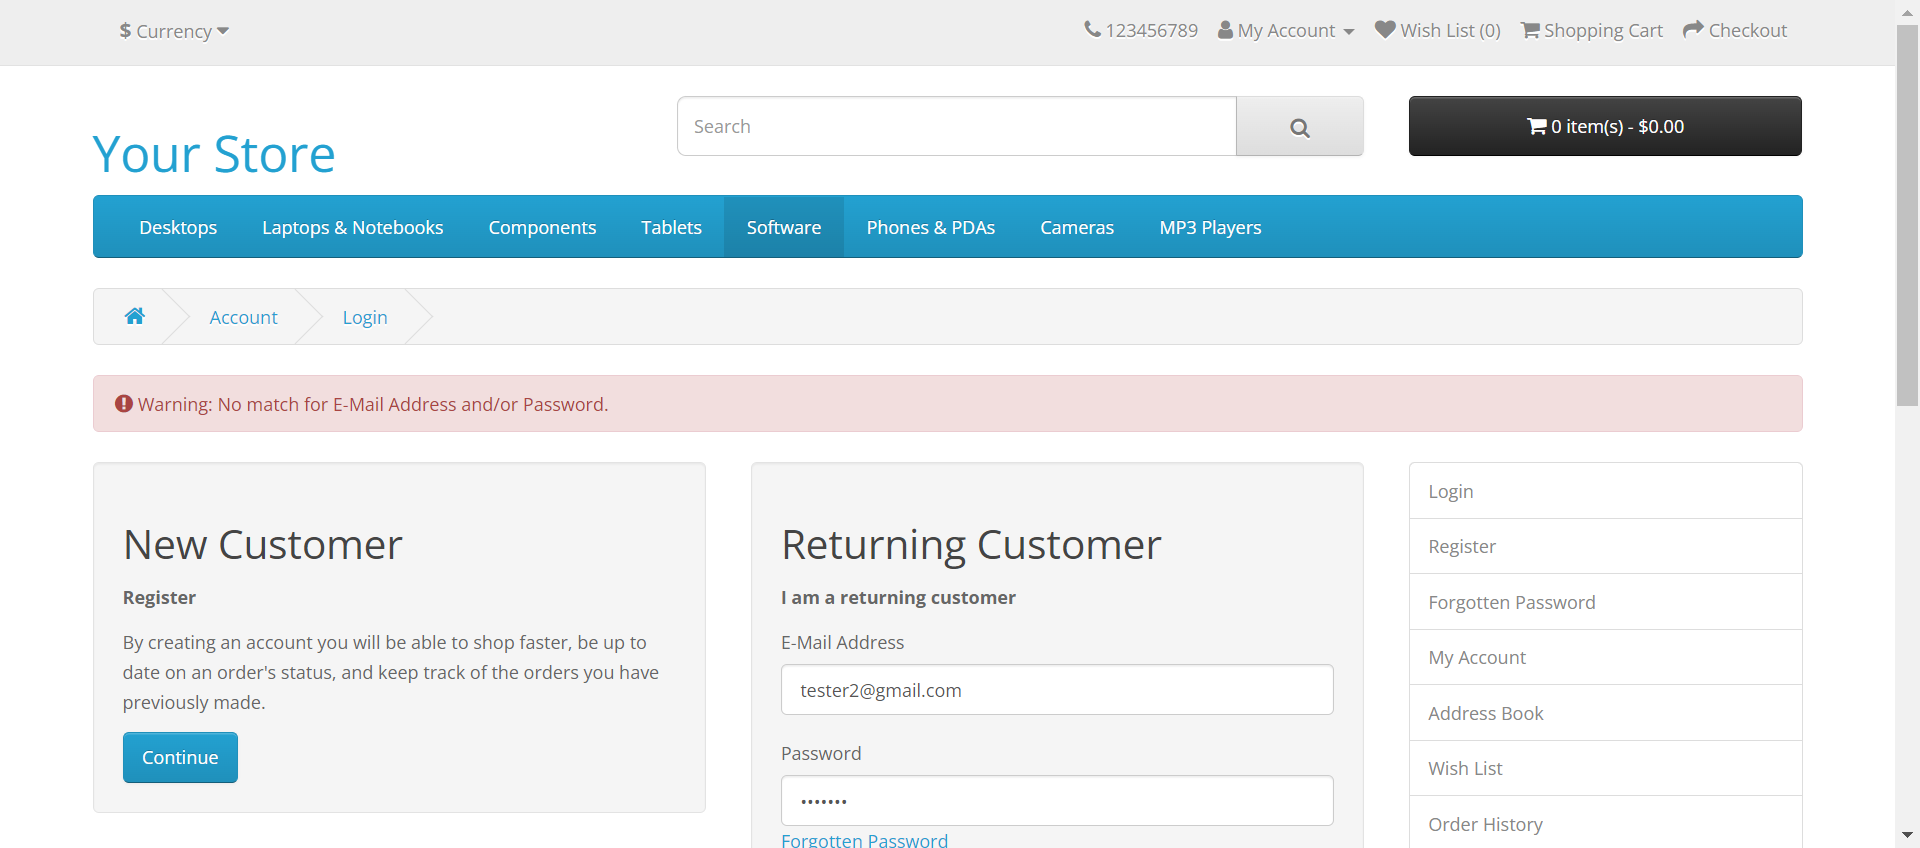 $ Currency
123456789
My Account
Wish List (0)
Shopping Cart
Checkout
Your Store
Search
0 item(s) - $0.00
Desktops
Laptops & Notebooks
Components
Tablets
Software
Phones & PDAs
Cameras
MP3 Players
Account
Login
Warning: No match for E-Mail Address and/or Password.
New Customer
Register
By creating an account you will be able to shop faster, be up to
date on an order's status, and keep track of the orders you have
previously made.
Continue
Returning Customer
I am a returning customer
E-Mail Address
tester2@gmail.com
Password
•••••••
Forgotten Password
Login
Register
Forgotten Password
My Account
Address Book
Wish List
Order History